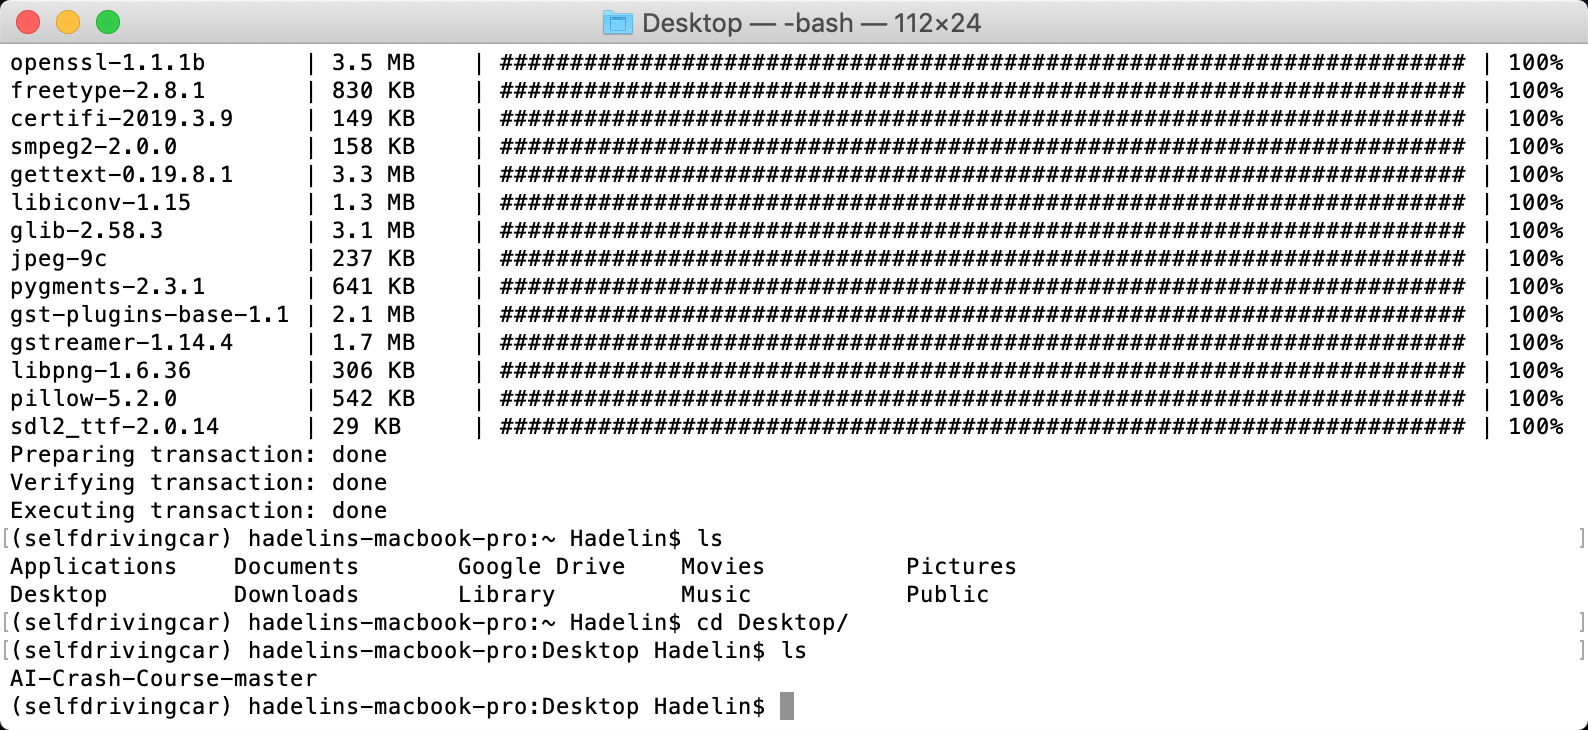 Desktop — -bash — 112×24
openssl-1.1.1b       | 3.5 MB    | ##################################################################### | 100%
freetype-2.8.1       | 830 KB    | ##################################################################### | 100%
certifi-2019.3.9     | 149 KB    | ##################################################################### | 100%
smpeg2-2.0.0         | 158 KB    | ##################################################################### | 100%
gettext-0.19.8.1     | 3.3 MB    | ##################################################################### | 100%
libiconv-1.15        | 1.3 MB    | ##################################################################### | 100%
glib-2.58.3          | 3.1 MB    | ##################################################################### | 100%
jpeg-9c              | 237 KB    | ##################################################################### | 100%
pygments-2.3.1       | 641 KB    | ##################################################################### | 100%
gst-plugins-base-1.1 | 2.1 MB    | ##################################################################### | 100%
gstreamer-1.14.4     | 1.7 MB    | ##################################################################### | 100%
libpng-1.6.36        | 306 KB    | ##################################################################### | 100%
pillow-5.2.0         | 542 KB    | ##################################################################### | 100%
sdl2_ttf-2.0.14      | 29 KB     | ##################################################################### | 100%
Preparing transaction: done
Verifying transaction: done
Executing transaction: done
[(selfdrivingcar) hadelins-macbook-pro:~ Hadelin$ ls ]
Applications    Documents       Google Drive    Movies          Pictures
Desktop         Downloads       Library         Music           Public
[(selfdrivingcar) hadelins-macbook-pro:~ Hadelin$ cd Desktop/ ]
[(selfdrivingcar) hadelins-macbook-pro:Desktop Hadelin$ ls ]
AI-Crash-Course-master
(selfdrivingcar) hadelins-macbook-pro:Desktop Hadelin$